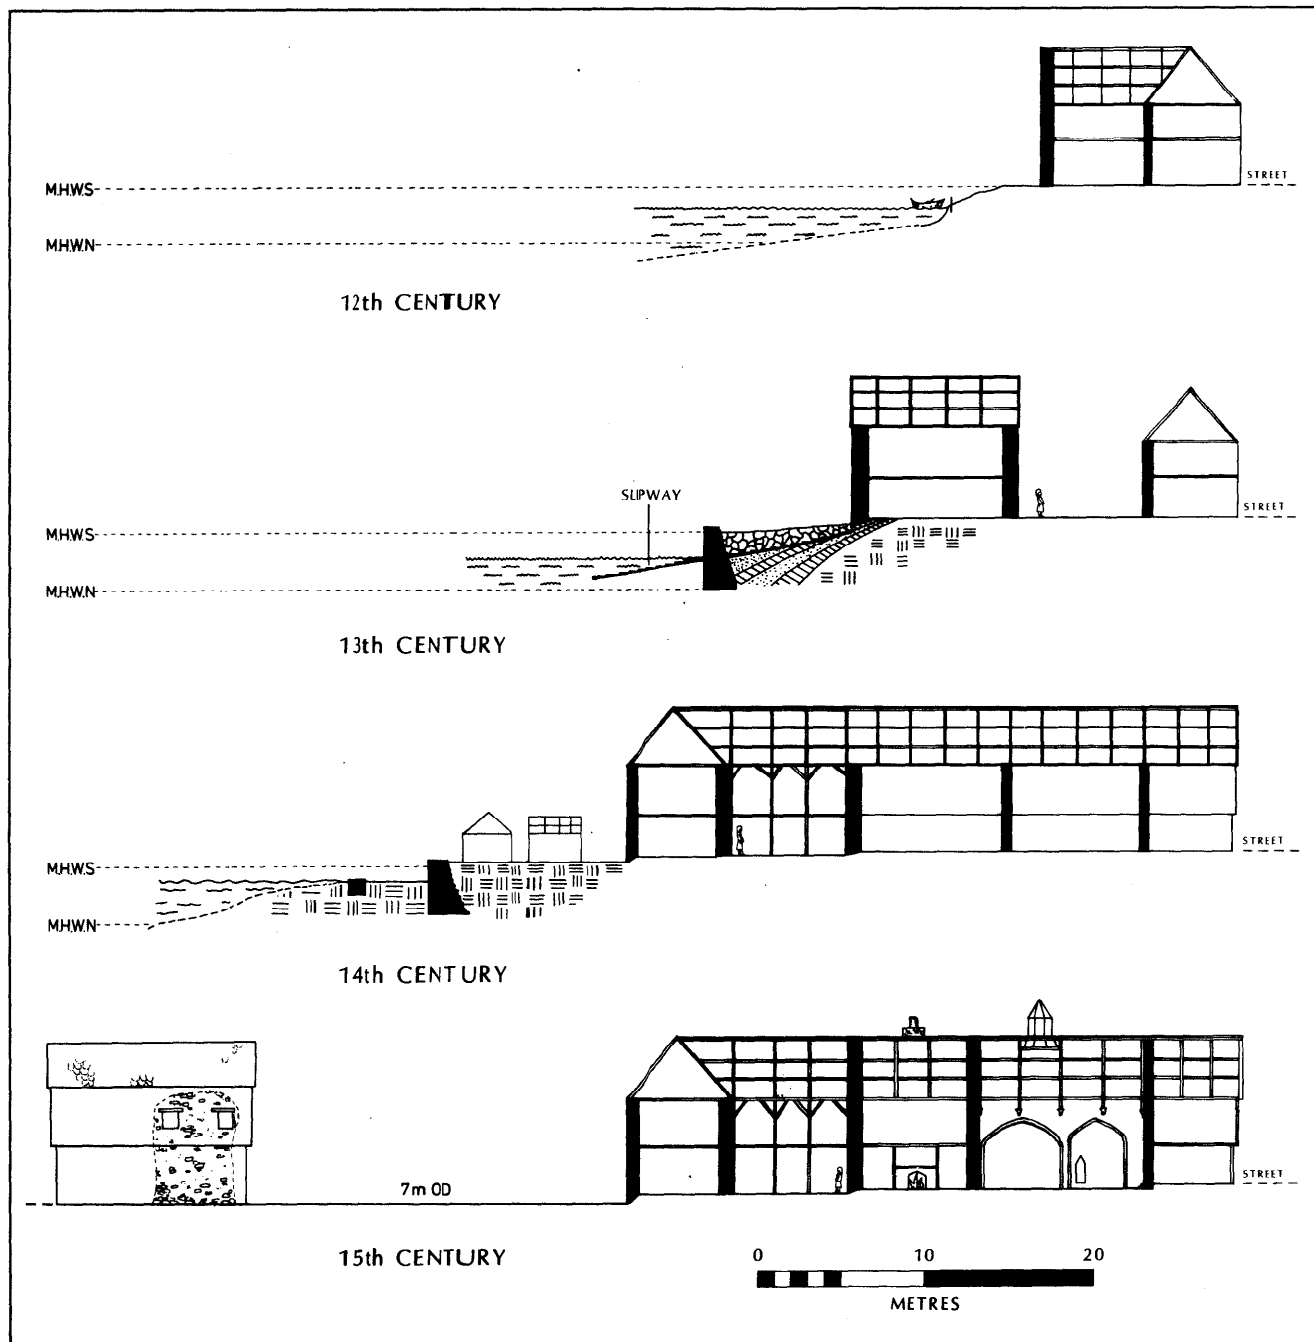 STREET
M.H.W.S
M.H.W.N
12th CENTURY
SLIPWAY
STREET
M.H.W.S
M.H.W.N
13th CENTURY
STREET
M.H.W.S
M.H.W.N
14th CENTURY
STREET
7m OD
15th CENTURY
0 10 20
METRES